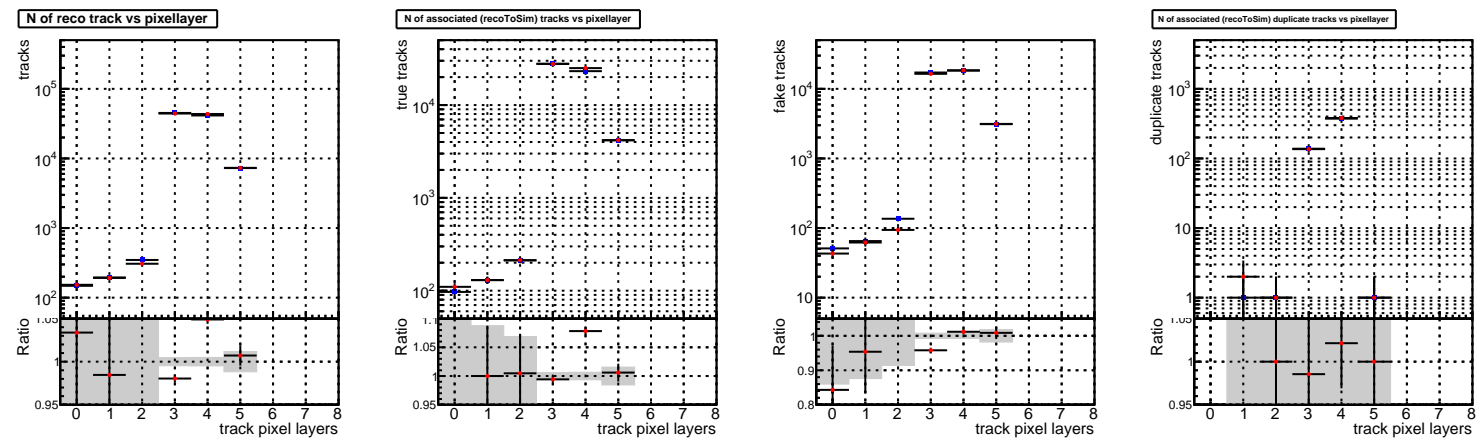 N of reco track vs pixellayer
tracks
10^5
10^4
10^3
10^2
Ratio
1.05
1
0.95
0 1 2 3 4 5 6 7 8
track pixel layers
N of associated (recoToSim) tracks vs pixellayer
true tracks
10^4
10^3
10^2
Ratio
1.1
1.05
1
0.95
0 1 2 3 4 5 6 7 8
track pixel layers
fake tracks
10^4
10^3
10^2
10
Ratio
1
0.9
0.8
0 1 2 3 4 5 6 7 8
track pixel layers
N of associated (recoToSim) duplicate tracks vs pixellayer
duplicate tracks
10^3
10^2
10
1
Ratio
1.05
1
0.95
0 1 2 3 4 5 6 7 8
track pixel layers